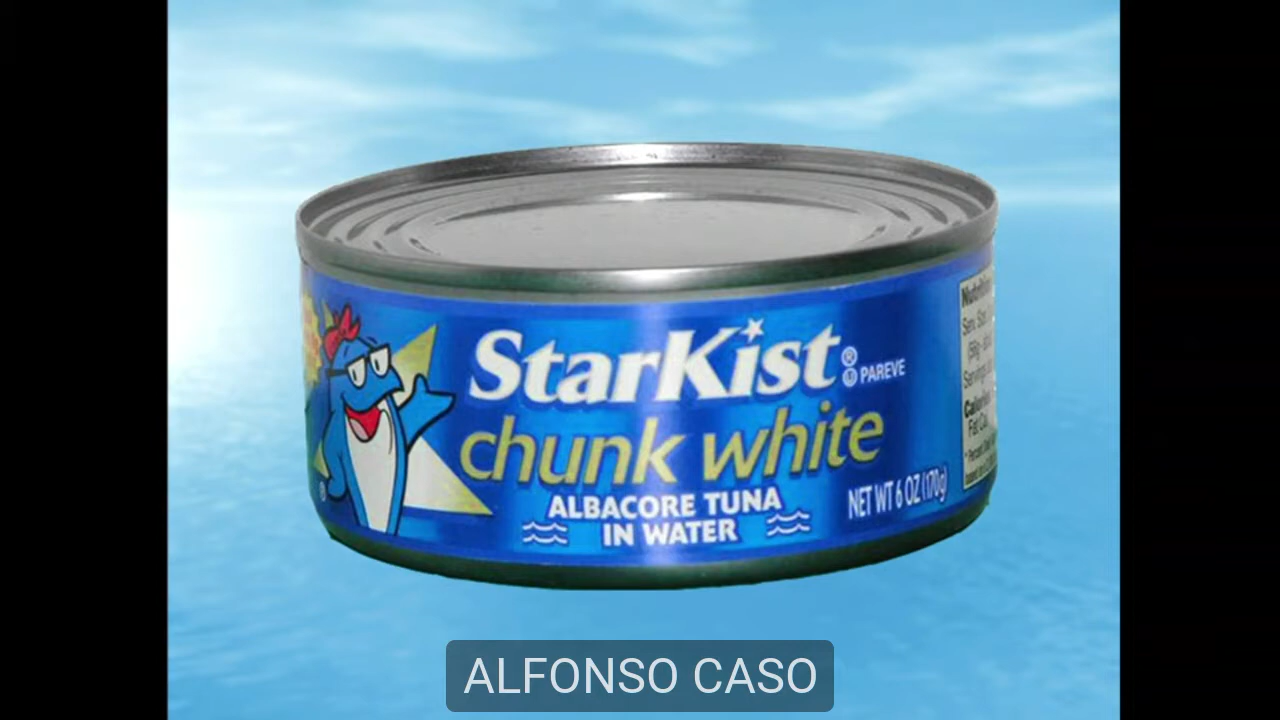 StarKist
® Ⓤ PAREVE
chunk white
ALBACORE TUNA
IN WATER
NET WT 6 OZ (170g)
ALFONSO CASO